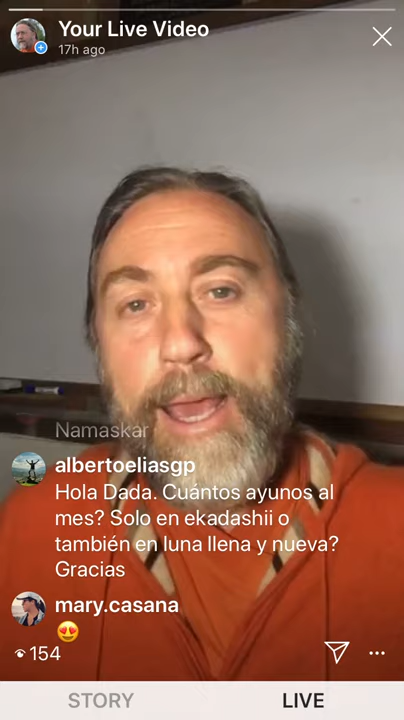 Your Live Video
17h ago
Namaskar
albertoeliasgp
Hola Dada. Cuántos ayunos al
mes? Solo en ekadashii o
también en luna llena y nueva?
Gracias
mary.casana
😍
154
STORY
LIVE